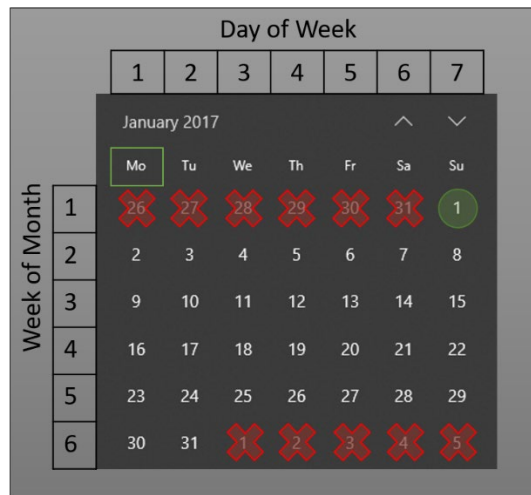 Day of Week
1 2 3 4 5 6 7
January 2017
Mo Tu We Th Fr Sa Su
Week of Month
1 26 27 28 29 30 31 1
2 2 3 4 5 6 7 8
3 9 10 11 12 13 14 15
4 16 17 18 19 20 21 22
5 23 24 25 26 27 28 29
6 30 31 1 2 3 4 5